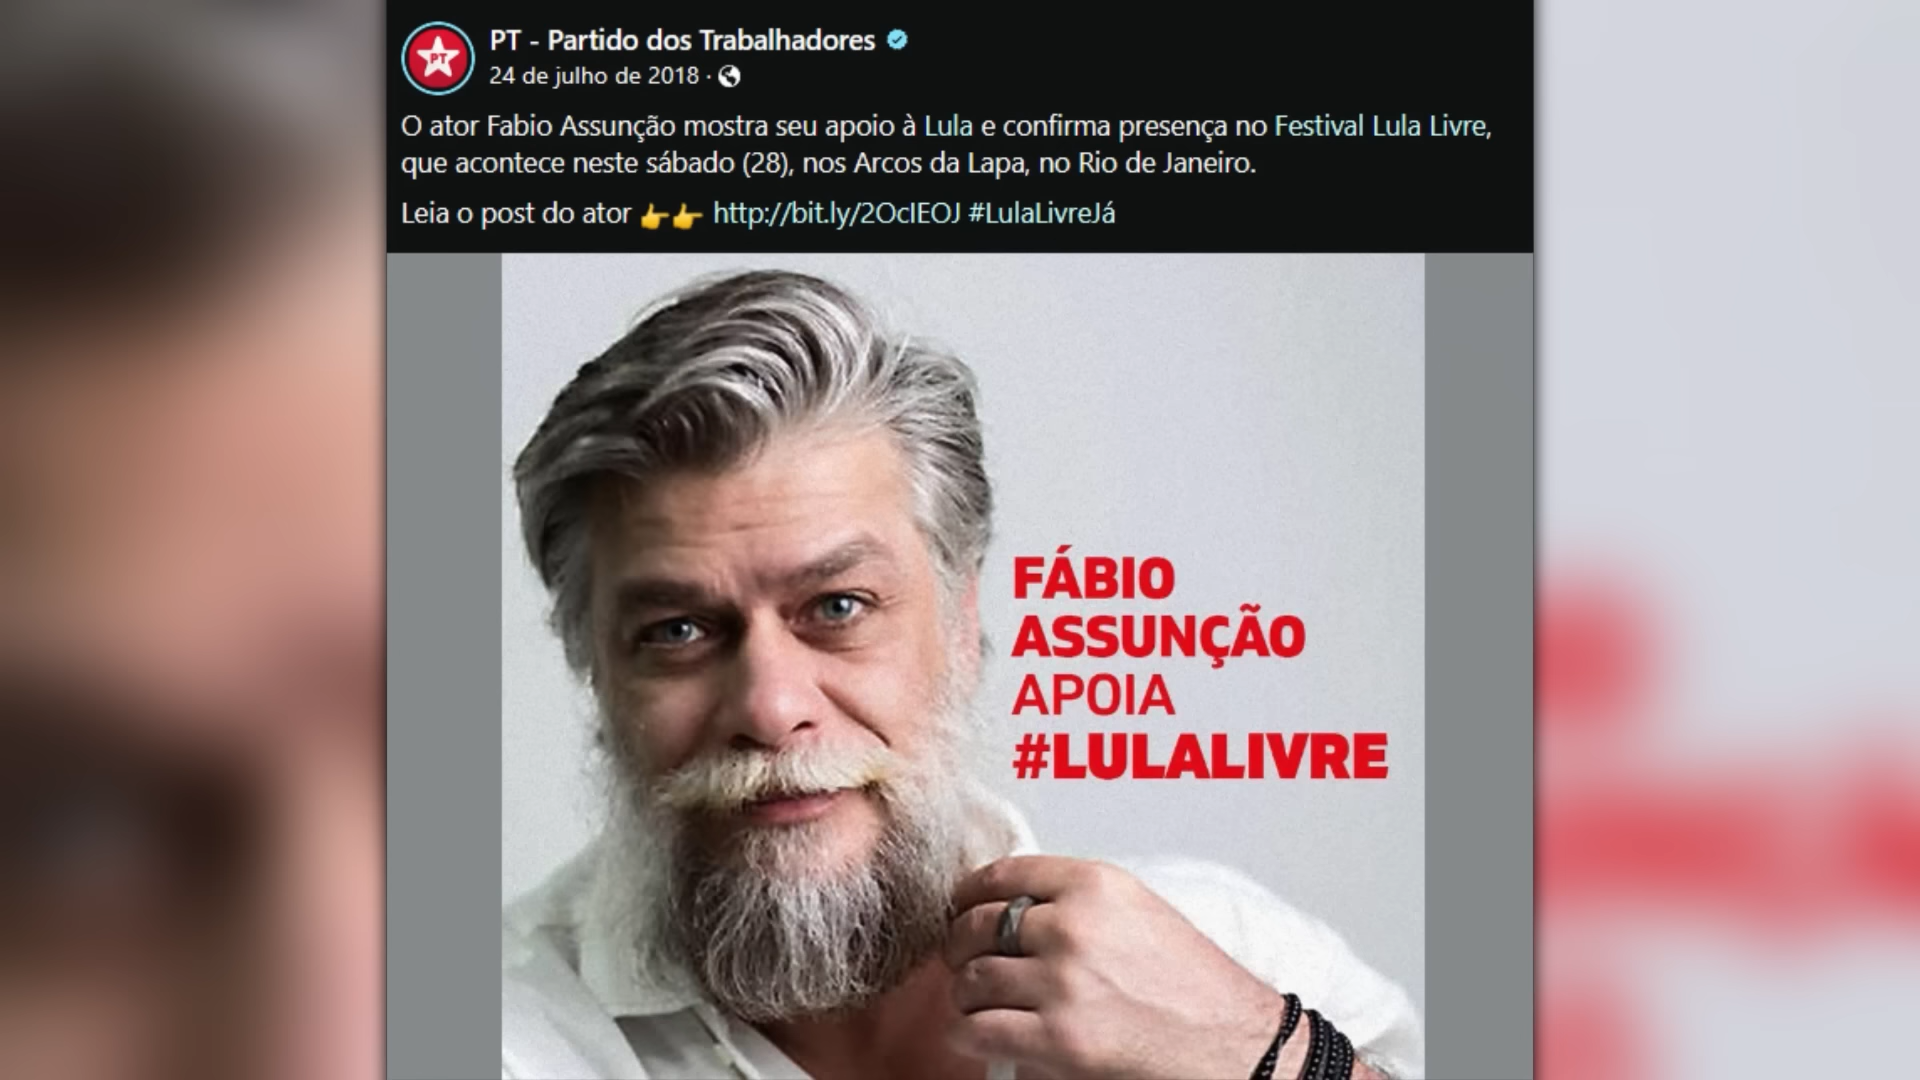 PT
PT - Partido dos Trabalhadores
24 de julho de 2018 ·
O ator Fabio Assunção mostra seu apoio à Lula e confirma presença no Festival Lula Livre,
que acontece neste sábado (28), nos Arcos da Lapa, no Rio de Janeiro.
Leia o post do ator 👉👉 http://bit.ly/2OcIEOJ #LulaLivreJá
FÁBIO
ASSUNÇÃO
APOIA
#LULALIVRE